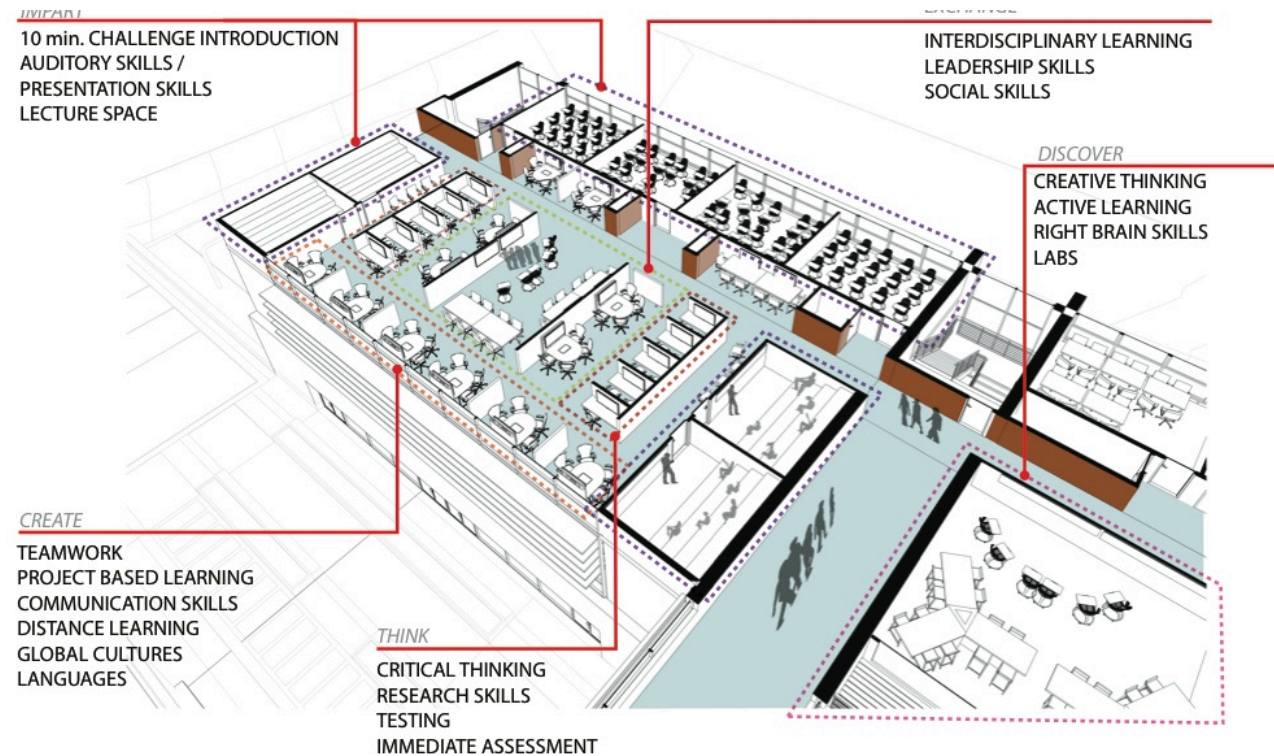 IMPART
10 min. CHALLENGE INTRODUCTION
AUDITORY SKILLS /
PRESENTATION SKILLS
LECTURE SPACE
EXCHANGE
INTERDISCIPLINARY LEARNING
LEADERSHIP SKILLS
SOCIAL SKILLS
DISCOVER
CREATIVE THINKING
ACTIVE LEARNING
RIGHT BRAIN SKILLS
LABS
CREATE
TEAMWORK
PROJECT BASED LEARNING
COMMUNICATION SKILLS
DISTANCE LEARNING
GLOBAL CULTURES
LANGUAGES
THINK
CRITICAL THINKING
RESEARCH SKILLS
TESTING
IMMEDIATE ASSESSMENT